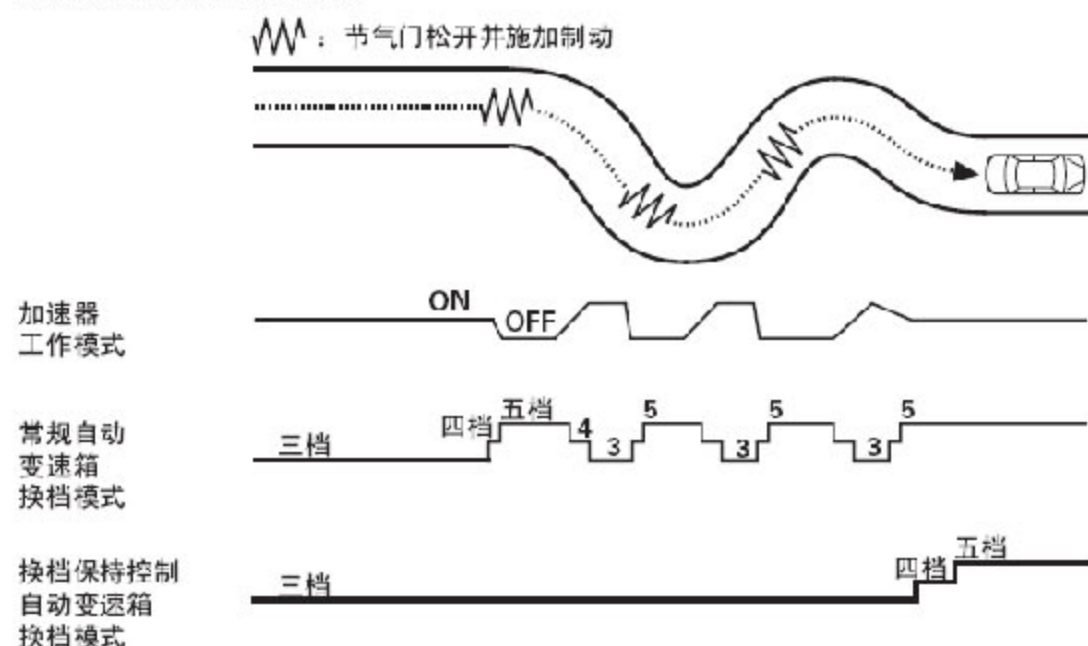 ：节气门松开并施加制动
加速器
工作模式
ON
OFF
常规自动
变速箱
换档模式
三档
四档
五档
4
3
5
3
5
3
5
换档保持控制
自动变速箱
换档模式
三档
四档
五档